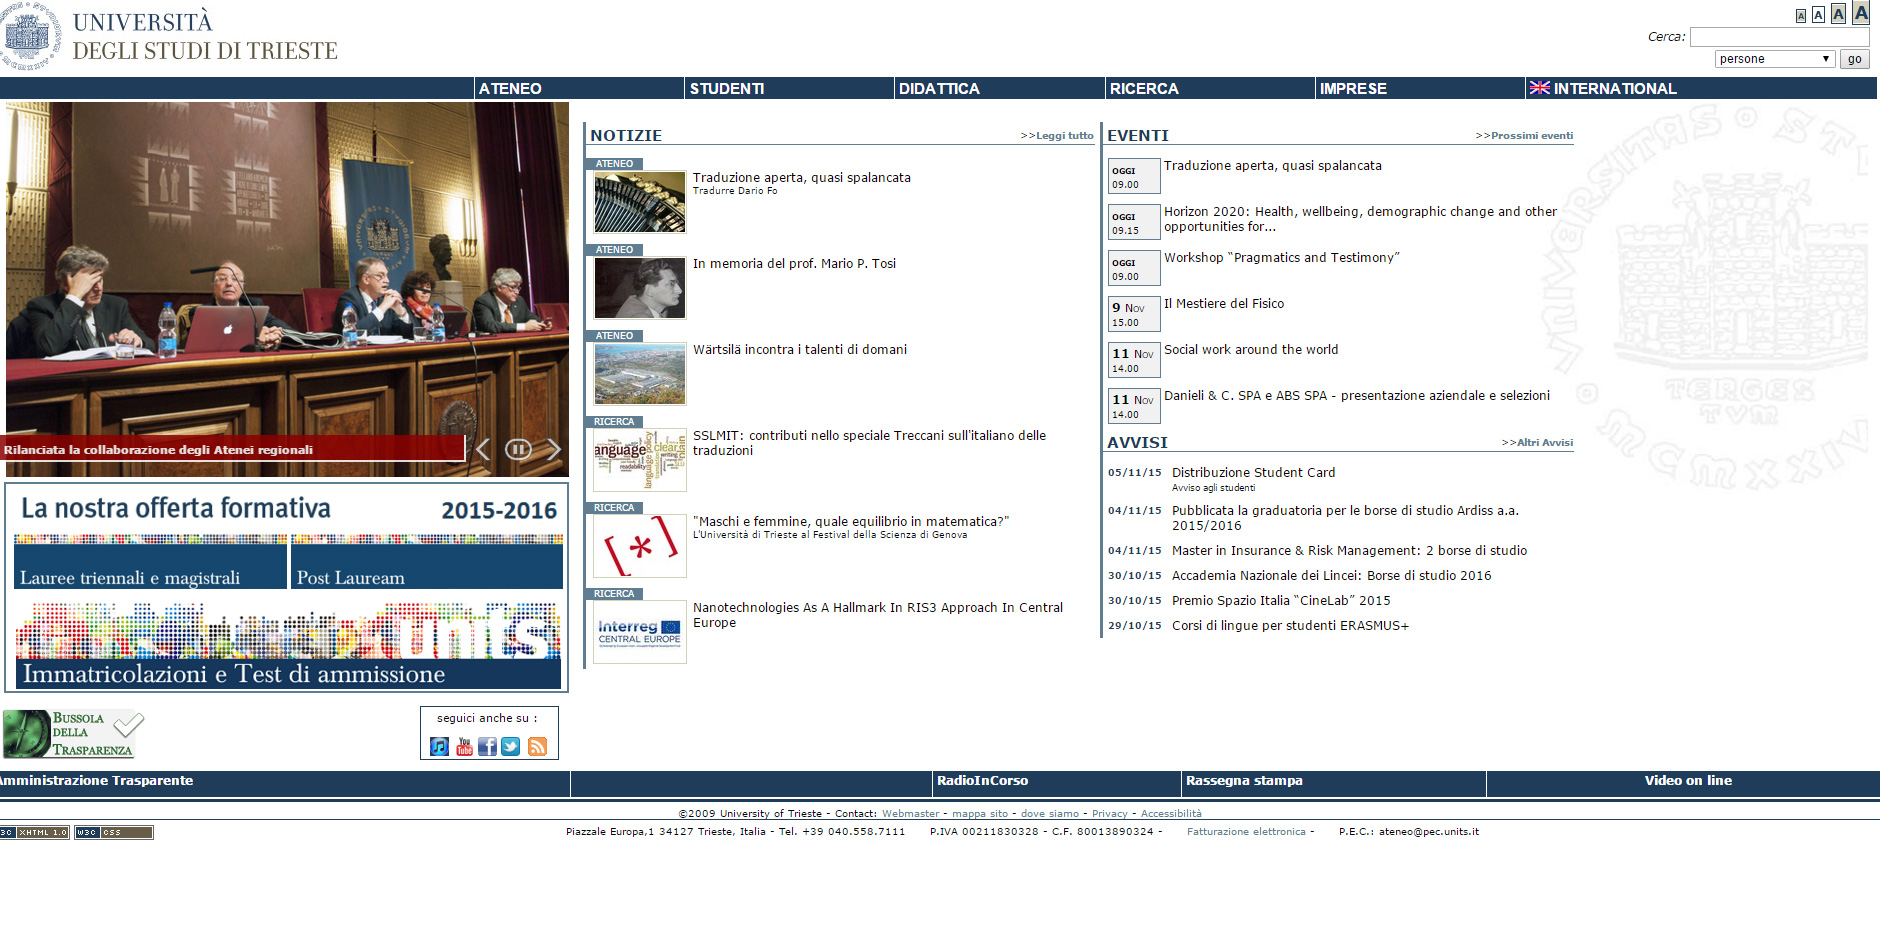 UNIVERSITÀ
DEGLI STUDI DI TRIESTE
A A A A
Cerca:
persone
go
ATENEO
STUDENTI
DIDATTICA
RICERCA
IMPRESE
INTERNATIONAL
Rilanciata la collaborazione degli Atenei regionali
La nostra offerta formativa 2015-2016
Lauree triennali e magistrali
Post Lauream
units
Immatricolazioni e Test di ammissione
BUSSOLA
DELLA
TRASPARENZA
seguici anche su :
You
Tube
NOTIZIE
>>Leggi tutto
ATENEO
Traduzione aperta, quasi spalancata
Tradurre Dario Fo
ATENEO
In memoria del prof. Mario P. Tosi
ATENEO
Wärtsilä incontra i talenti di domani
RICERCA
SSLMIT: contributi nello speciale Treccani sull'italiano delle
traduzioni
language
RICERCA
"Maschi e femmine, quale equilibrio in matematica?"
L'Università di Trieste al Festival della Scienza di Genova
[*]
RICERCA
Nanotechnologies As A Hallmark In RIS3 Approach In Central
Europe
Interreg
CENTRAL EUROPE
EVENTI
>>Prossimi eventi
OGGI
09.00
Traduzione aperta, quasi spalancata
OGGI
09.15
Horizon 2020: Health, wellbeing, demographic change and other
opportunities for...
OGGI
09.00
Workshop “Pragmatics and Testimony”
9 Nov
15.00
Il Mestiere del Fisico
11 Nov
14.00
Social work around the world
11 Nov
14.00
Danieli & C. SPA e ABS SPA - presentazione aziendale e selezioni
AVVISI
>>Altri Avvisi
05/11/15 Distribuzione Student Card
Avviso agli studenti
04/11/15 Pubblicata la graduatoria per le borse di studio Ardiss a.a.
2015/2016
04/11/15 Master in Insurance & Risk Management: 2 borse di studio
30/10/15 Accademia Nazionale dei Lincei: Borse di studio 2016
30/10/15 Premio Spazio Italia “CineLab” 2015
29/10/15 Corsi di lingue per studenti ERASMUS+
TERGES
TVM
MCMXXIV
Amministrazione Trasparente
RadioInCorso
Rassegna stampa
Video on line
©2009 University of Trieste - Contact: Webmaster - mappa sito - dove siamo - Privacy - Accessibilità
XHTML 1.0
W3C CSS
Piazzale Europa,1 34127 Trieste, Italia - Tel. +39 040.558.7111 P.IVA 00211830328 - C.F. 80013890324 - Fatturazione elettronica - P.E.C.: ateneo@pec.units.it